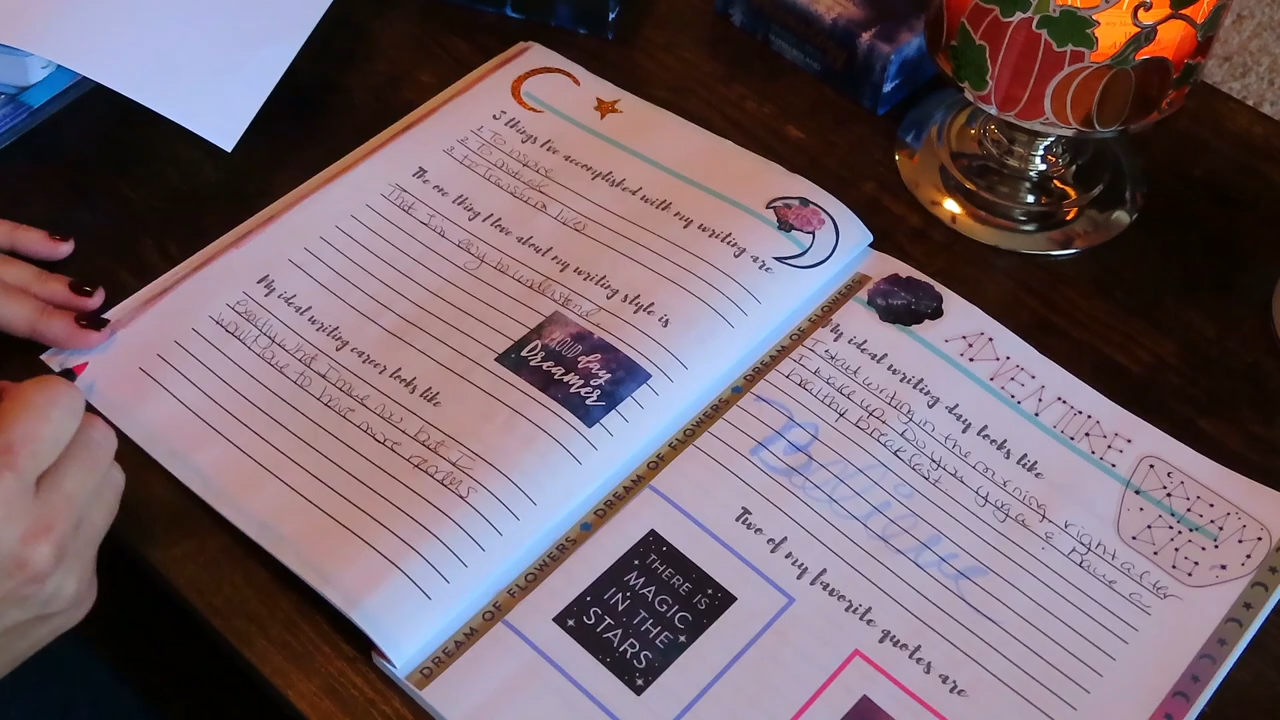 3 things I've accomplished with my writing are
1. To inspire
2. To motivate
3. to Transform lives
The one thing I love about my writing style is
That I'm easy to understand
DAY
Dreamer
My ideal writing career looks like
exactly what I have now but I
would love to have more readers
DREAM OF FLOWERS DREAM OF FLOWERS DREAM OF FLOWERS
ADVENTURE
DREAM
BIG
My ideal writing day looks like
I start writing in the morning, right after
I wake up. Do yoga & have a
healthy breakfast.
Believe
Two of my favorite quotes are
THERE IS
MAGIC
IN THE
STARS